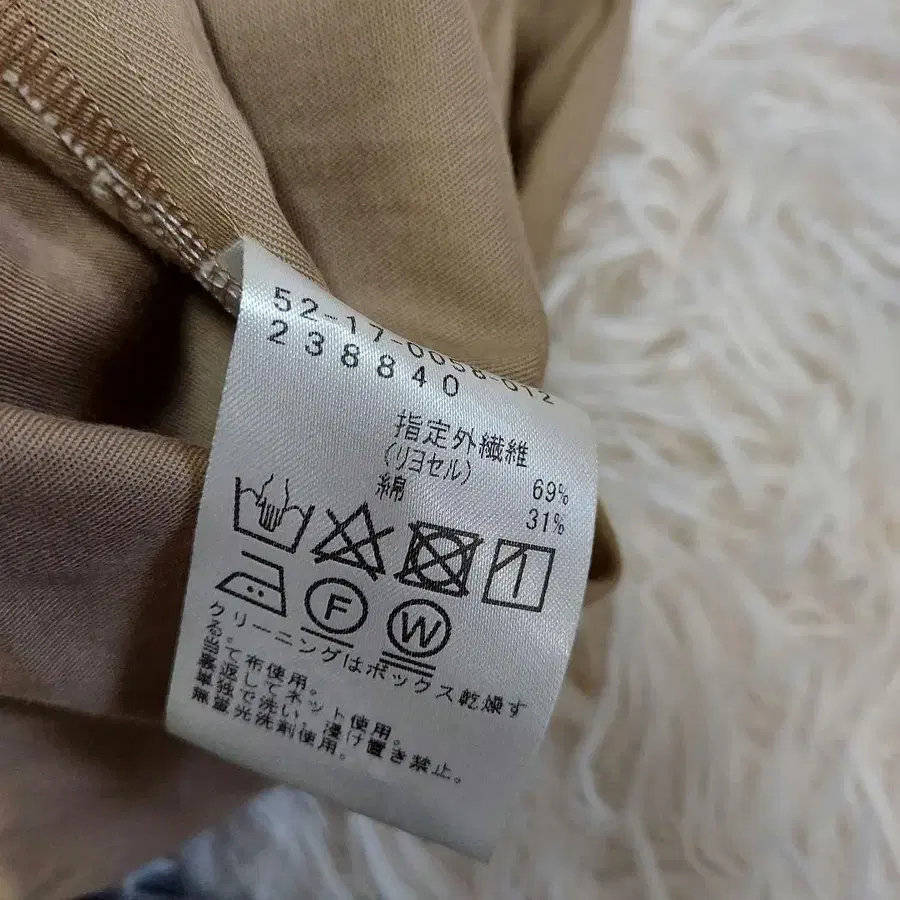 52-17-0058-012
238840
指定外繊維
(リヨセル) 69%
綿 31%
F W
クリーニングはボックス乾燥す
る。
当て布使用。
裏返してネット使用。
単独で洗い、浸け置き禁止。
無蛍光洗剤使用。